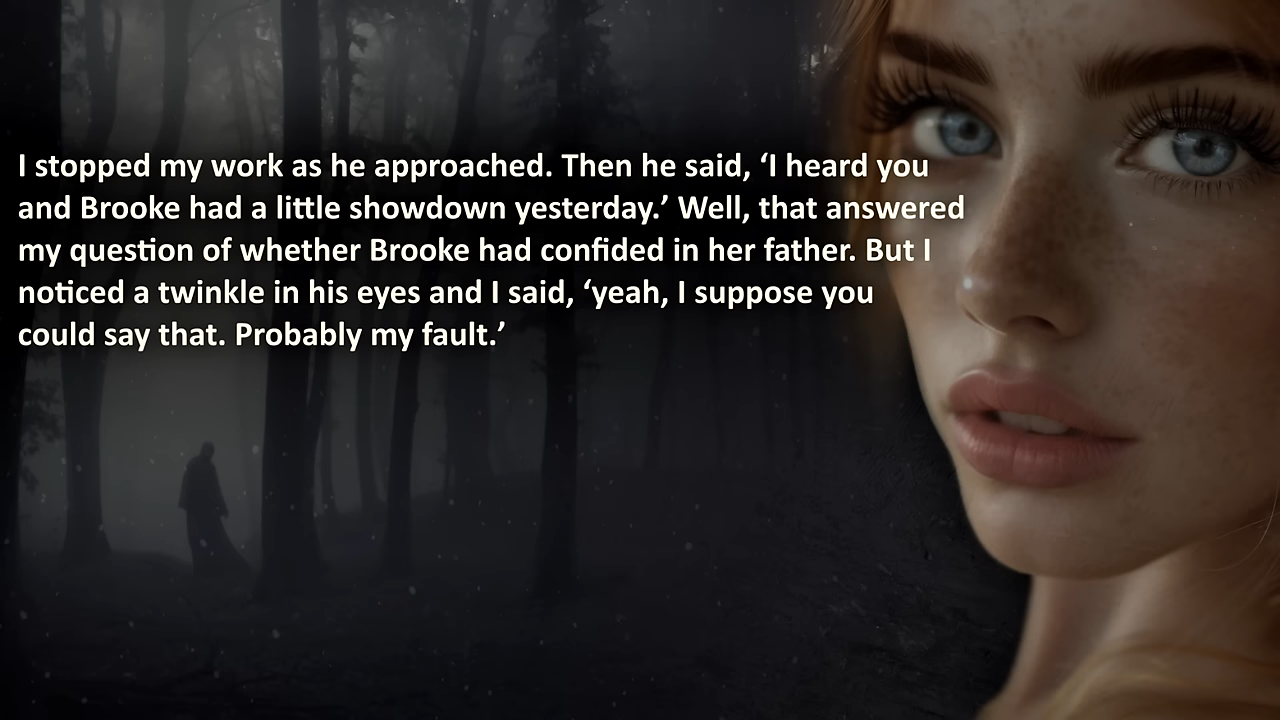 I stopped my work as he approached. Then he said, ‘I heard you
and Brooke had a little showdown yesterday.’ Well, that answered
my question of whether Brooke had confided in her father. But I
noticed a twinkle in his eyes and I said, ‘yeah, I suppose you
could say that. Probably my fault.’